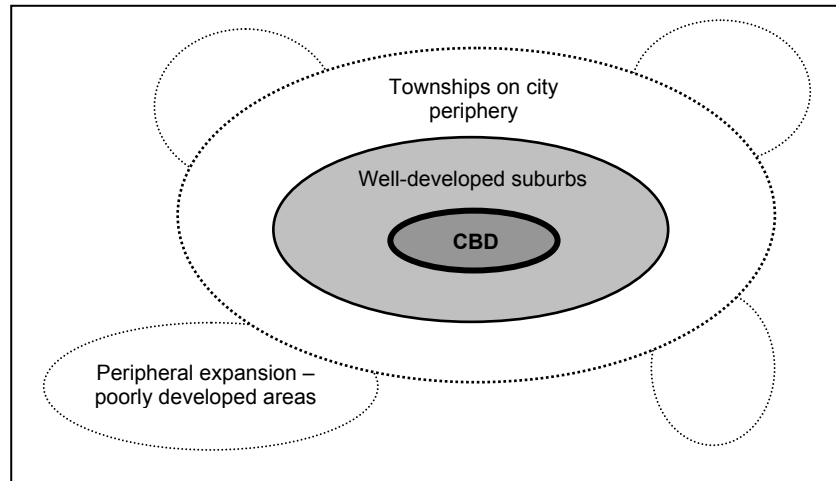 Townships on city
periphery
Well-developed suburbs
CBD
Peripheral expansion –
poorly developed areas